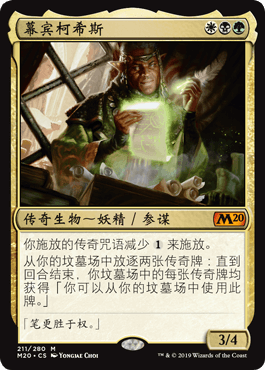 幕宾柯希斯
传奇生物～妖精／参谋
M20
你施放的传奇咒语减少 1 来施放。
从你的坟墓场中放逐两张传奇牌：直到
回合结束，你坟墓场中的每张传奇牌均
获得「你可以从你的坟墓场中使用此
牌。」
「笔更胜于权。」
3/4
211/280 M
M20 • CS YONGJAE CHOI
™ & © 2019 Wizards of the Coast